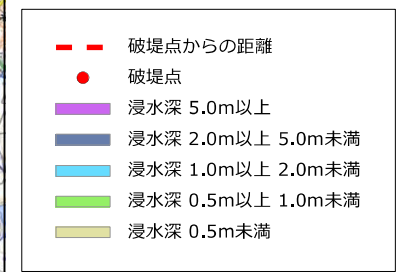 破堤点からの距離
破堤点
浸水深 5.0m以上
浸水深 2.0m以上 5.0m未満
浸水深 1.0m以上 2.0m未満
浸水深 0.5m以上 1.0m未満
浸水深 0.5m未満